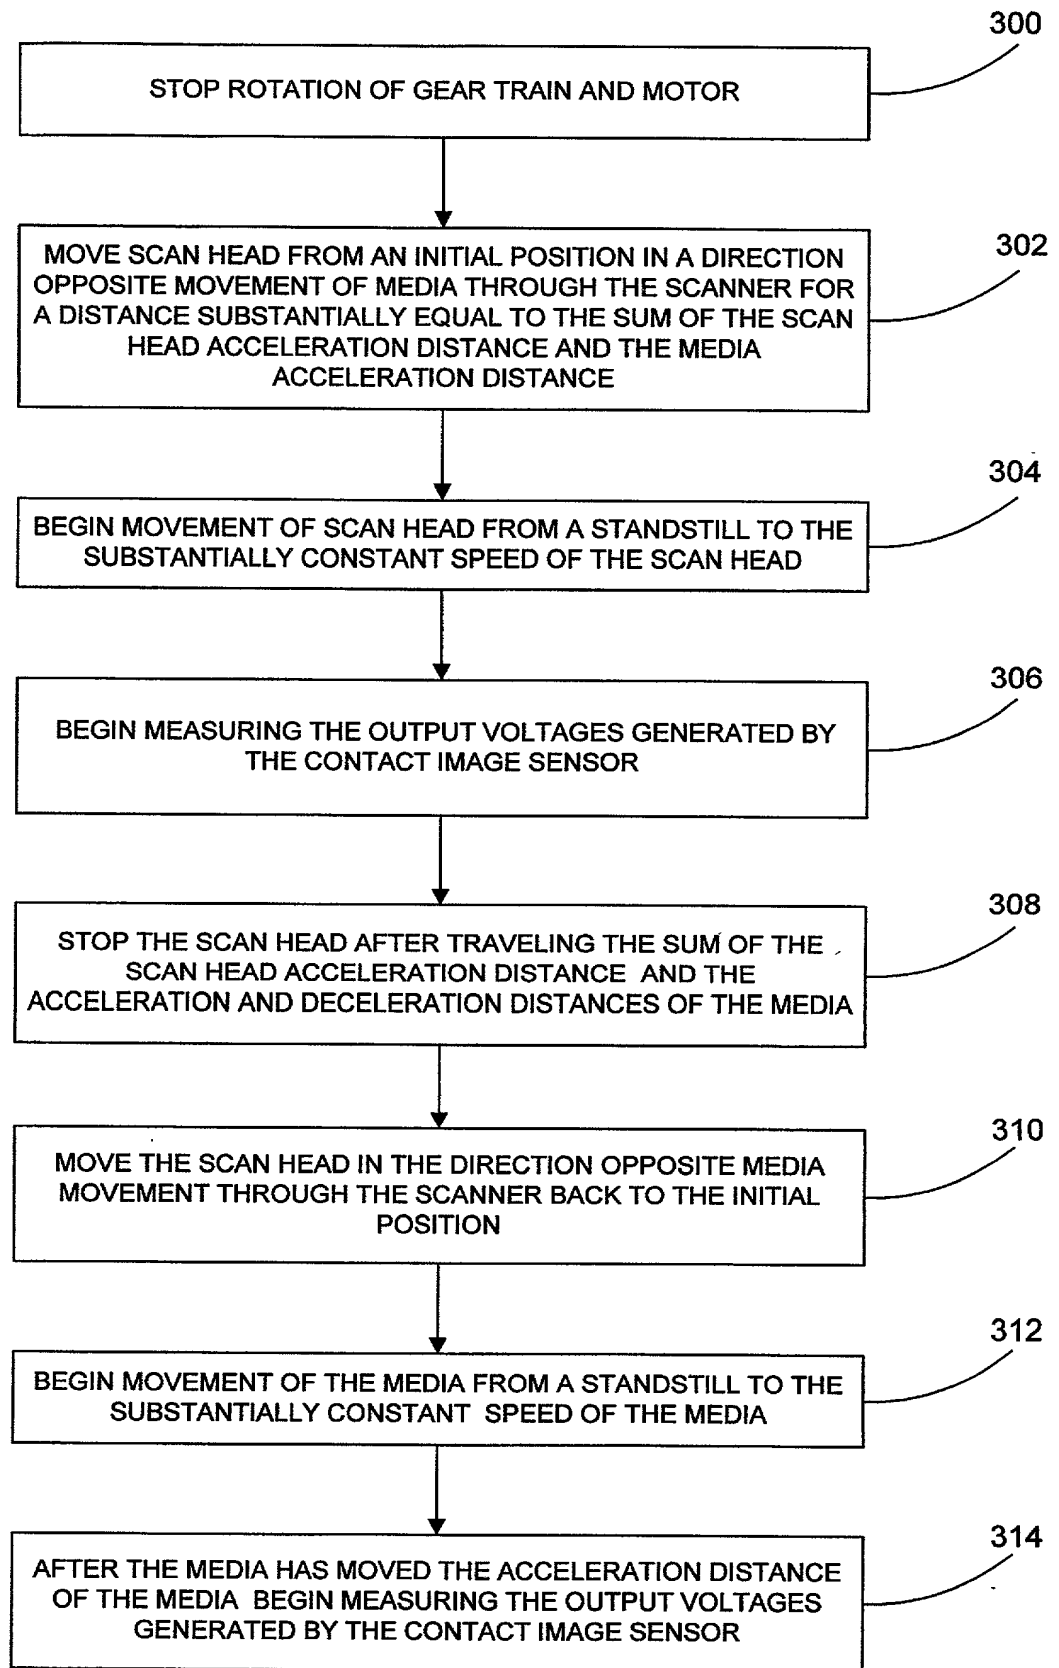 300
STOP ROTATION OF GEAR TRAIN AND MOTOR
302
MOVE SCAN HEAD FROM AN INITIAL POSITION IN A DIRECTION
OPPOSITE MOVEMENT OF MEDIA THROUGH THE SCANNER FOR
A DISTANCE SUBSTANTIALLY EQUAL TO THE SUM OF THE SCAN
HEAD ACCELERATION DISTANCE AND THE MEDIA
ACCELERATION DISTANCE
304
BEGIN MOVEMENT OF SCAN HEAD FROM A STANDSTILL TO THE
SUBSTANTIALLY CONSTANT SPEED OF THE SCAN HEAD
306
BEGIN MEASURING THE OUTPUT VOLTAGES GENERATED BY
THE CONTACT IMAGE SENSOR
308
STOP THE SCAN HEAD AFTER TRAVELING THE SUM OF THE
SCAN HEAD ACCELERATION DISTANCE AND THE
ACCELERATION AND DECELERATION DISTANCES OF THE MEDIA
310
MOVE THE SCAN HEAD IN THE DIRECTION OPPOSITE MEDIA
MOVEMENT THROUGH THE SCANNER BACK TO THE INITIAL
POSITION
312
BEGIN MOVEMENT OF THE MEDIA FROM A STANDSTILL TO THE
SUBSTANTIALLY CONSTANT SPEED OF THE MEDIA
314
AFTER THE MEDIA HAS MOVED THE ACCELERATION DISTANCE
OF THE MEDIA BEGIN MEASURING THE OUTPUT VOLTAGES
GENERATED BY THE CONTACT IMAGE SENSOR